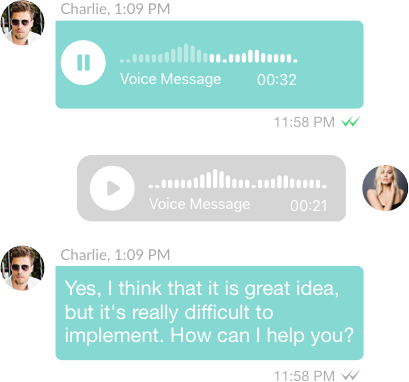 Charlie, 1:09 PM
Voice Message 00:32
11:58 PM
Voice Message 00:21
Charlie, 1:09 PM
Yes, I think that it is great idea,
but it's really difficult to
implement. How can I help you?
11:58 PM